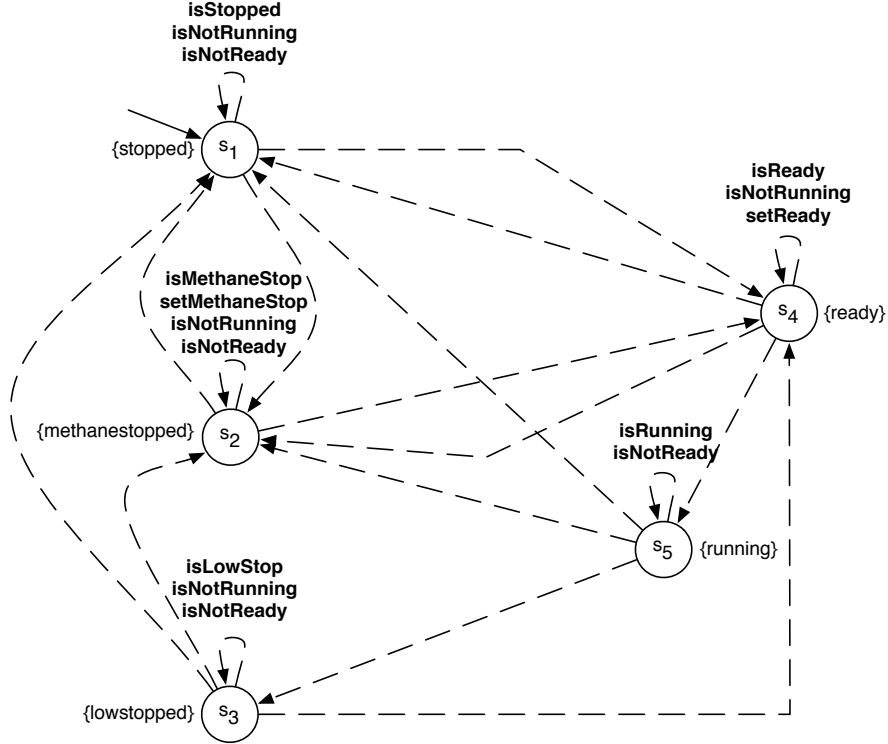 isStopped
isNotRunning
isNotReady
{stopped}
s1
isReady
isNotRunning
setReady
s4
{ready}
isMethaneStop
setMethaneStop
isNotRunning
isNotReady
{methanestopped}
s2
isRunning
isNotReady
s5
{running}
isLowStop
isNotRunning
isNotReady
{lowstopped}
s3